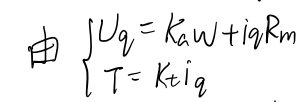 由 { Uq = Kaw + iqRm
T = Kt iq